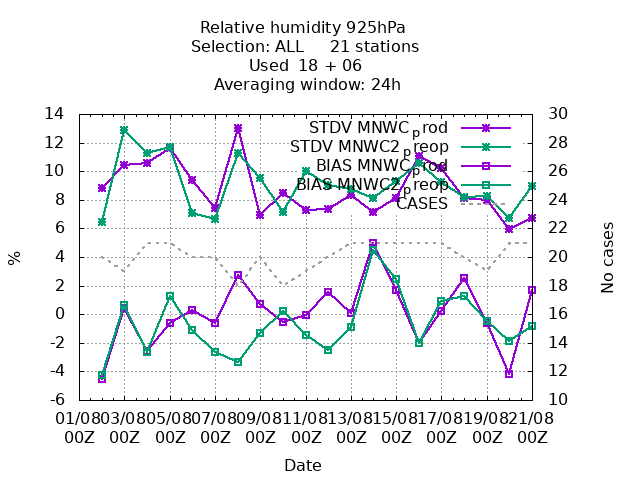 Relative humidity 925hPa
Selection: ALL 21 stations
Used 18 + 06
Averaging window: 24h
14 30
STDV MNWC_prod
12 28
STDV MNWC2_preop
10 26
BIAS MNWC_prod
BIAS MNWC2_preop
8 24
CASES
6 22
4 20
2 18
0 16
-2 14
-4 12
-6 10
% No cases
01/08 03/08 05/08 07/08 09/08 11/08 13/08 15/08 17/08 19/08 21/08
00Z 00Z 00Z 00Z 00Z 00Z 00Z 00Z 00Z 00Z 00Z
Date